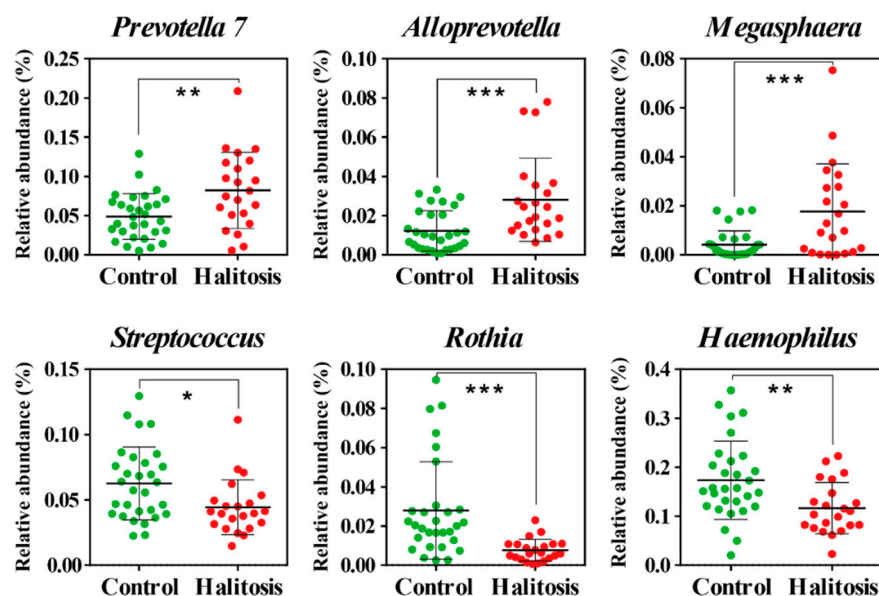 Prevotella 7
Relative abundance (%)
0.25
0.20
0.15
0.10
0.05
0.00
**
Control Halitosis
Alloprevotella
Relative abundance (%)
0.10
0.08
0.06
0.04
0.02
0.00
***
Control Halitosis
Megasphaera
Relative abundance (%)
0.08
0.06
0.04
0.02
0.00
***
Control Halitosis
Streptococcus
Relative abundance (%)
0.15
0.10
0.05
0.00
*
Control Halitosis
Rothia
Relative abundance (%)
0.10
0.08
0.06
0.04
0.02
0.00
***
Control Halitosis
Haemophilus
Relative abundance (%)
0.4
0.3
0.2
0.1
0.0
**
Control Halitosis